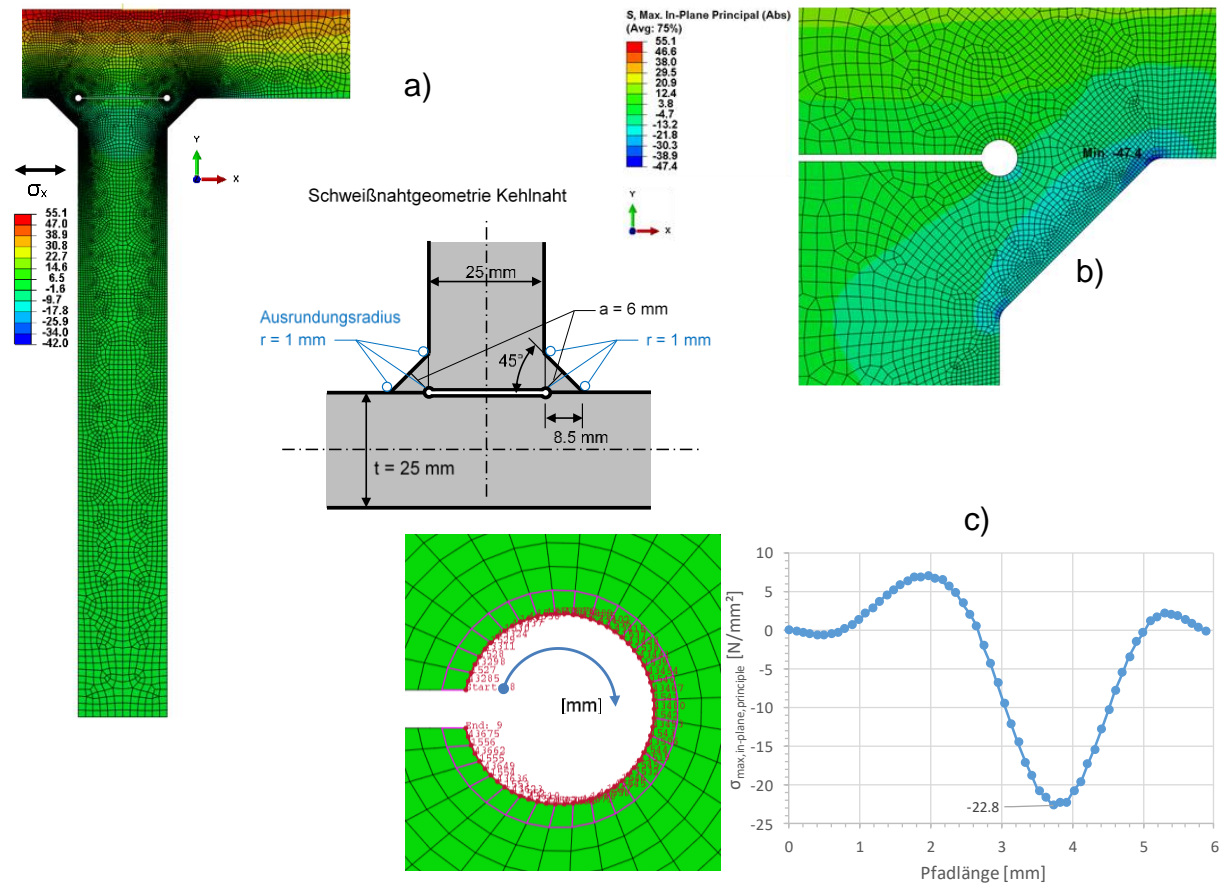 a)
Y
X
σx
55.1
47.0
38.9
30.8
22.7
14.6
6.5
-1.6
-9.7
-17.8
-25.9
-34.0
-42.0
S, Max. In-Plane Principal (Abs)
(Avg: 75%)
55.1
46.6
38.0
29.5
20.9
12.4
3.8
-4.7
-13.2
-21.8
-30.3
-38.9
-47.4
Y
X
Min. -47.4
b)
Schweißnahtgeometrie Kehlnaht
25 mm
Ausrundungsradius
r = 1 mm
a = 6 mm
r = 1 mm
45°
8.5 mm
t = 25 mm
[mm]
End: 9
c)
10
5
0
-5
-10
-15
-20
-25
σmax,in-plane,principle [N/mm²]
-22.8
0
1
2
3
4
5
6
Pfadlänge [mm]